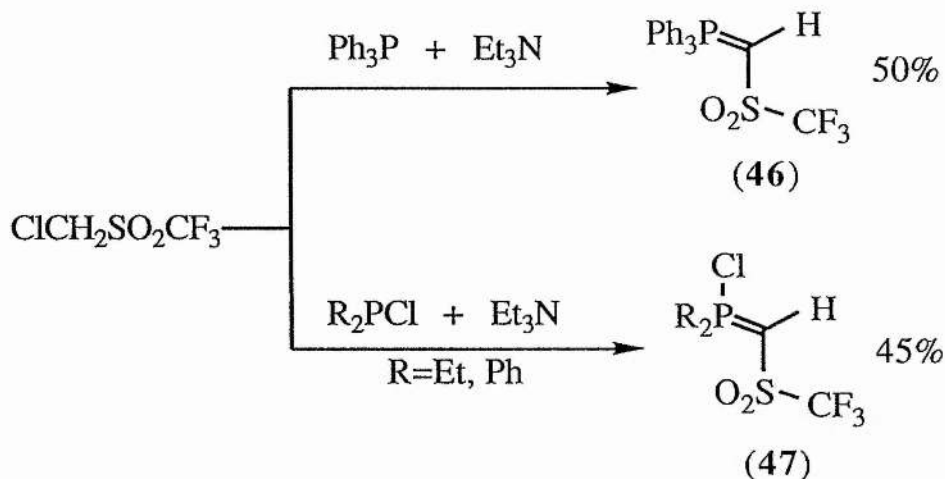 Ph₃P + Et₃N
Ph₃P
H
O₂S
CF₃
50%
(46)
ClCH₂SO₂CF₃
R₂PCl + Et₃N
R=Et, Ph
Cl
R₂P
H
O₂S
CF₃
45%
(47)